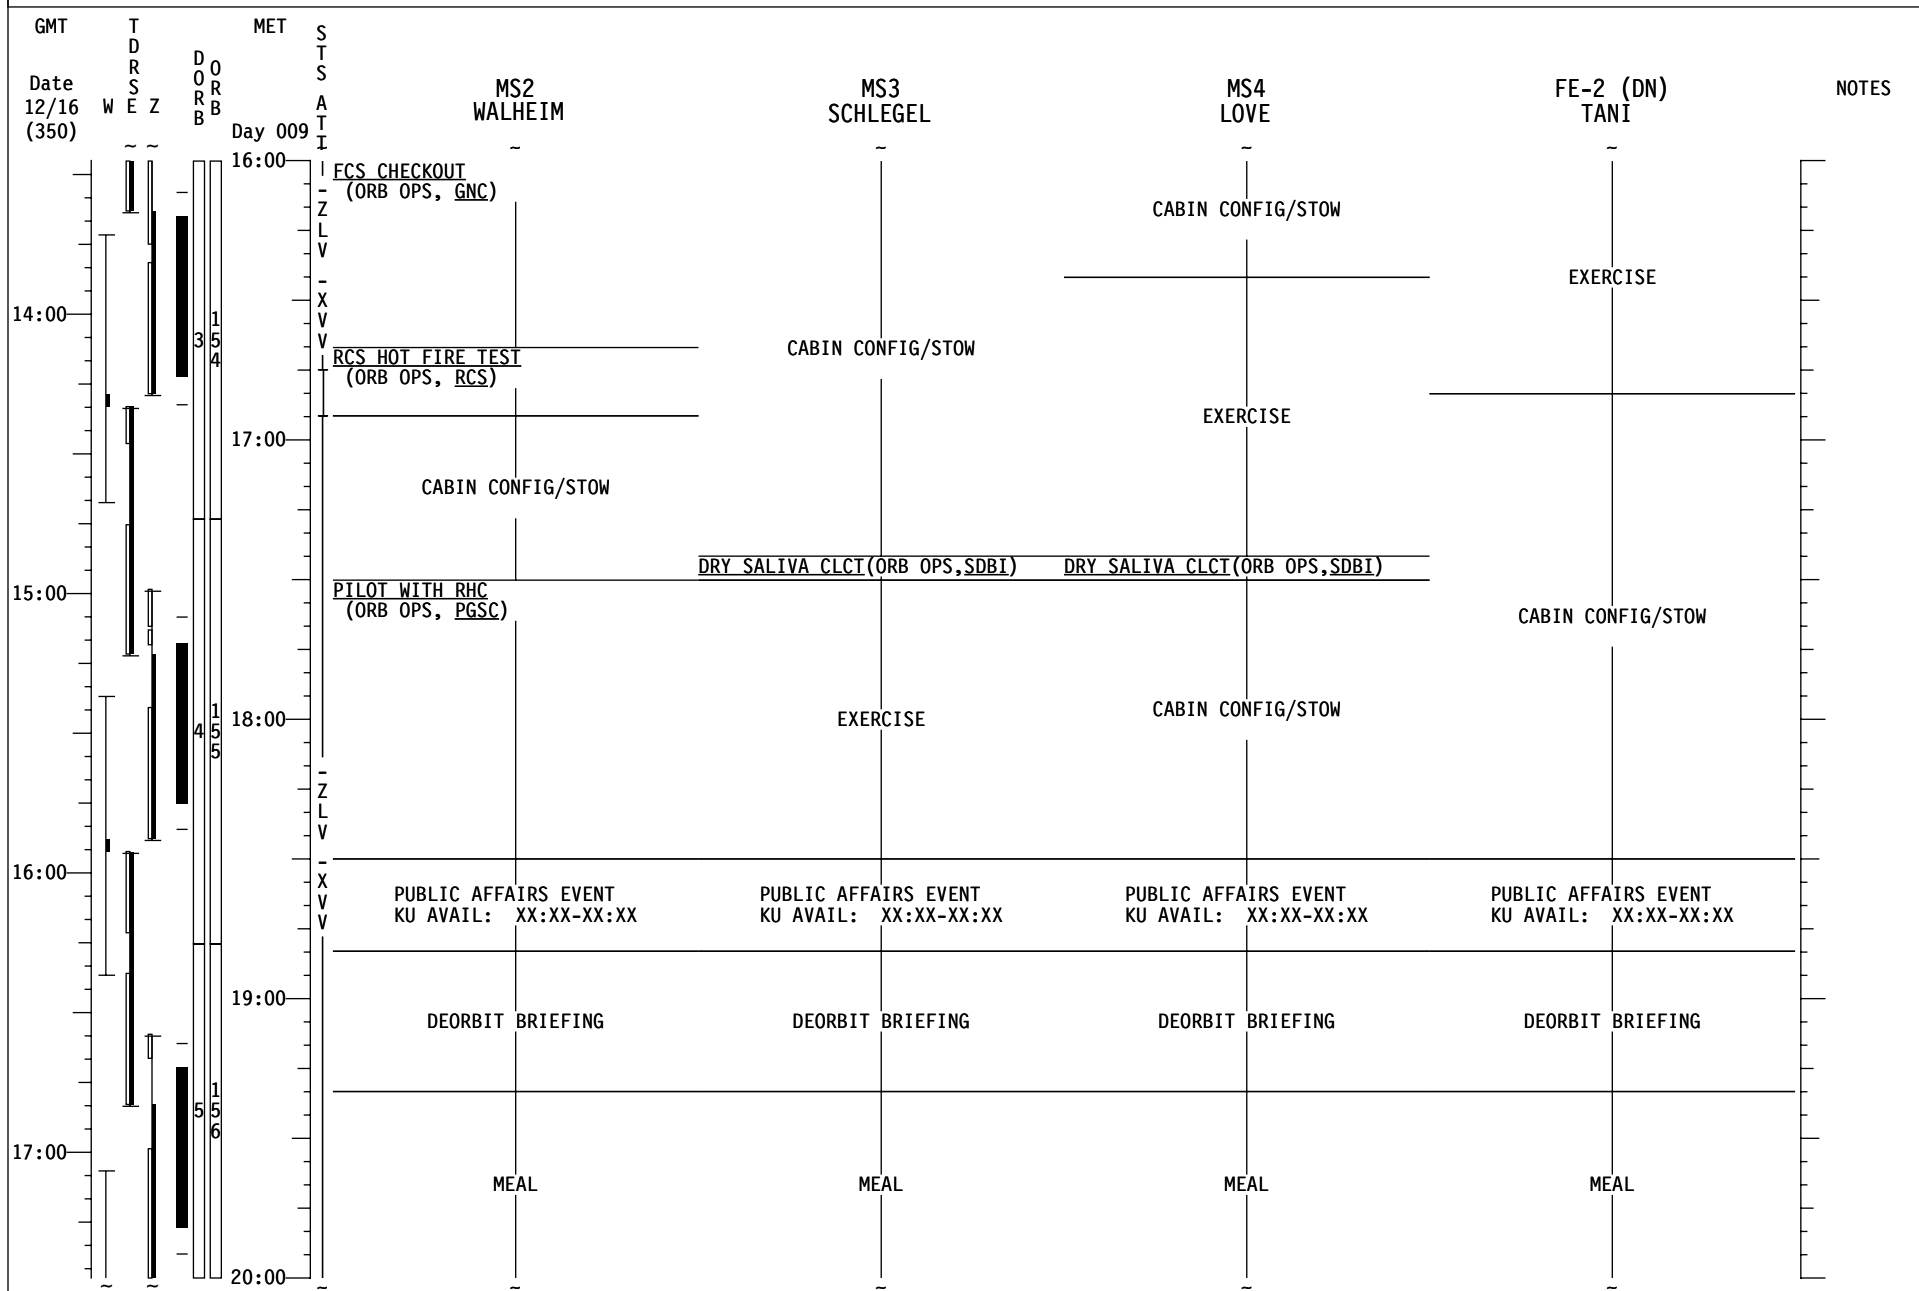 GMT
TDRS
MET
STS ATT
Date
12/16
(350)
W E Z
DORB
ORB
Day 009
MS2
WALHEIM
MS3
SCHLEGEL
MS4
LOVE
FE-2 (DN)
TANI
NOTES
~ ~ ~ ~ ~ ~
16:00
FCS CHECKOUT
(ORB OPS, GNC)
-ZLV
CABIN CONFIG/STOW
EXERCISE
-XVV
14:00
3
154
CABIN CONFIG/STOW
RCS HOT FIRE TEST
(ORB OPS, RCS)
I
EXERCISE
17:00
CABIN CONFIG/STOW
DRY SALIVA CLCT(ORB OPS,SDBI)
DRY SALIVA CLCT(ORB OPS,SDBI)
15:00
PILOT WITH RHC
(ORB OPS, PGSC)
CABIN CONFIG/STOW
4
155
18:00
EXERCISE
CABIN CONFIG/STOW
-ZLV
-XVV
16:00
PUBLIC AFFAIRS EVENT
KU AVAIL: XX:XX-XX:XX
PUBLIC AFFAIRS EVENT
KU AVAIL: XX:XX-XX:XX
PUBLIC AFFAIRS EVENT
KU AVAIL: XX:XX-XX:XX
PUBLIC AFFAIRS EVENT
KU AVAIL: XX:XX-XX:XX
19:00
DEORBIT BRIEFING
DEORBIT BRIEFING
DEORBIT BRIEFING
DEORBIT BRIEFING
5
156
17:00
MEAL
MEAL
MEAL
MEAL
20:00
~ ~ ~ ~ ~ ~ ~